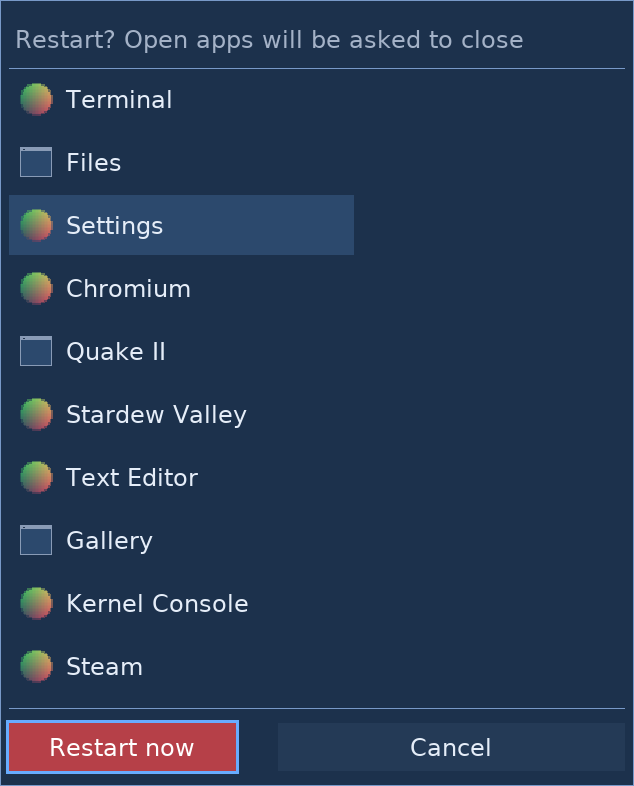 Restart? Open apps will be asked to close
Terminal
Files
Settings
Chromium
Quake II
Stardew Valley
Text Editor
Gallery
Kernel Console
Steam
Restart now
Cancel